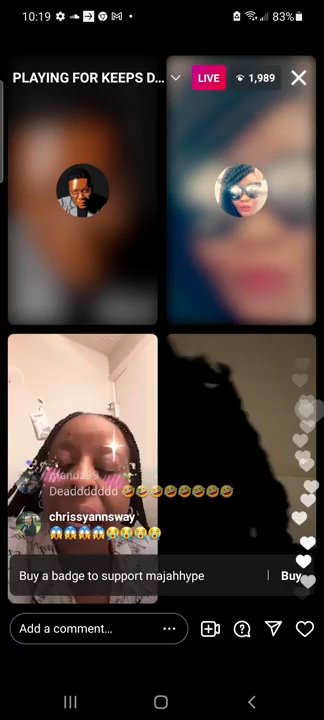 10:19
83%
PLAYING FOR KEEPS D...
LIVE
1,989
Deaddddddd 🤣🤣🤣🤣🤣🤣🤣🤣
chrissyannsway
😱😱😱😱😭😭😭😭
Buy a badge to support majahhype
Buy
Add a comment...